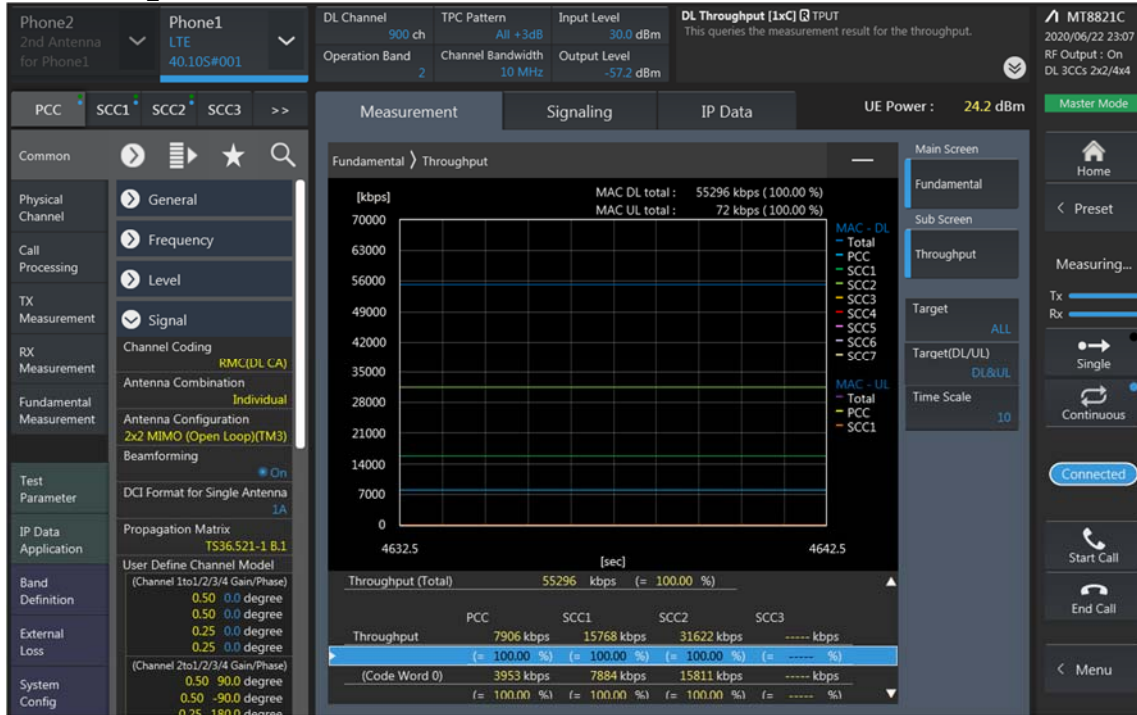 Phone2
2nd Antenna
for Phone1
Phone1
LTE
40.10S#001
DL Channel
900 ch
Operation Band
2
TPC Pattern
All +3dB
Channel Bandwidth
10 MHz
Input Level
30.0 dBm
Output Level
-57.2 dBm
DL Throughput [1xC] R TPUT
This queries the measurement result for the throughput.
MT8821C
2020/06/22 23:07
RF Output : On
DL 3CCs 2x2/4x4
PCC SCC1 SCC2 SCC3 >>
Measurement Signaling IP Data
UE Power : 24.2 dBm
Master Mode
Common
Physical
Channel
Call
Processing
TX
Measurement
RX
Measurement
Fundamental
Measurement
Test
Parameter
IP Data
Application
Band
Definition
External
Loss
System
Config
General
Frequency
Level
Signal
Channel Coding
RMC(DL CA)
Antenna Combination
Individual
Antenna Configuration
2x2 MIMO (Open Loop)(TM3)
Beamforming
On
DCI Format for Single Antenna
1A
Propagation Matrix
TS36.521-1 B.1
User Define Channel Model
(Channel 1to1/2/3/4 Gain/Phase)
0.50 0.0 degree
0.50 0.0 degree
0.25 0.0 degree
0.25 0.0 degree
(Channel 2to1/2/3/4 Gain/Phase)
0.50 90.0 degree
0.50 -90.0 degree
0.25 180.0 degree
Fundamental 〉 Throughput
[kbps]
MAC DL total : 55296 kbps ( 100.00 %)
MAC UL total : 72 kbps ( 100.00 %)
70000
63000
56000
49000
42000
35000
28000
21000
14000
7000
0
4632.5
4642.5
[sec]
MAC - DL
Total
PCC
SCC1
SCC2
SCC3
SCC4
SCC5
SCC6
SCC7
MAC - UL
Total
PCC
SCC1
Throughput (Total) 55296 kbps (= 100.00 %)
PCC SCC1 SCC2 SCC3
Throughput 7906 kbps 15768 kbps 31622 kbps ----- kbps
(= 100.00 %) (= 100.00 %) (= 100.00 %) (= ----- %)
(Code Word 0) 3953 kbps 7884 kbps 15811 kbps ----- kbps
(= 100.00 %) (= 100.00 %) (= 100.00 %) (= ----- %)
Main Screen
Fundamental
Sub Screen
Throughput
Target
ALL
Target(DL/UL)
DL&UL
Time Scale
10
Home
< Preset
Measuring...
Tx
Rx
Single
Continuous
Connected
Start Call
End Call
< Menu